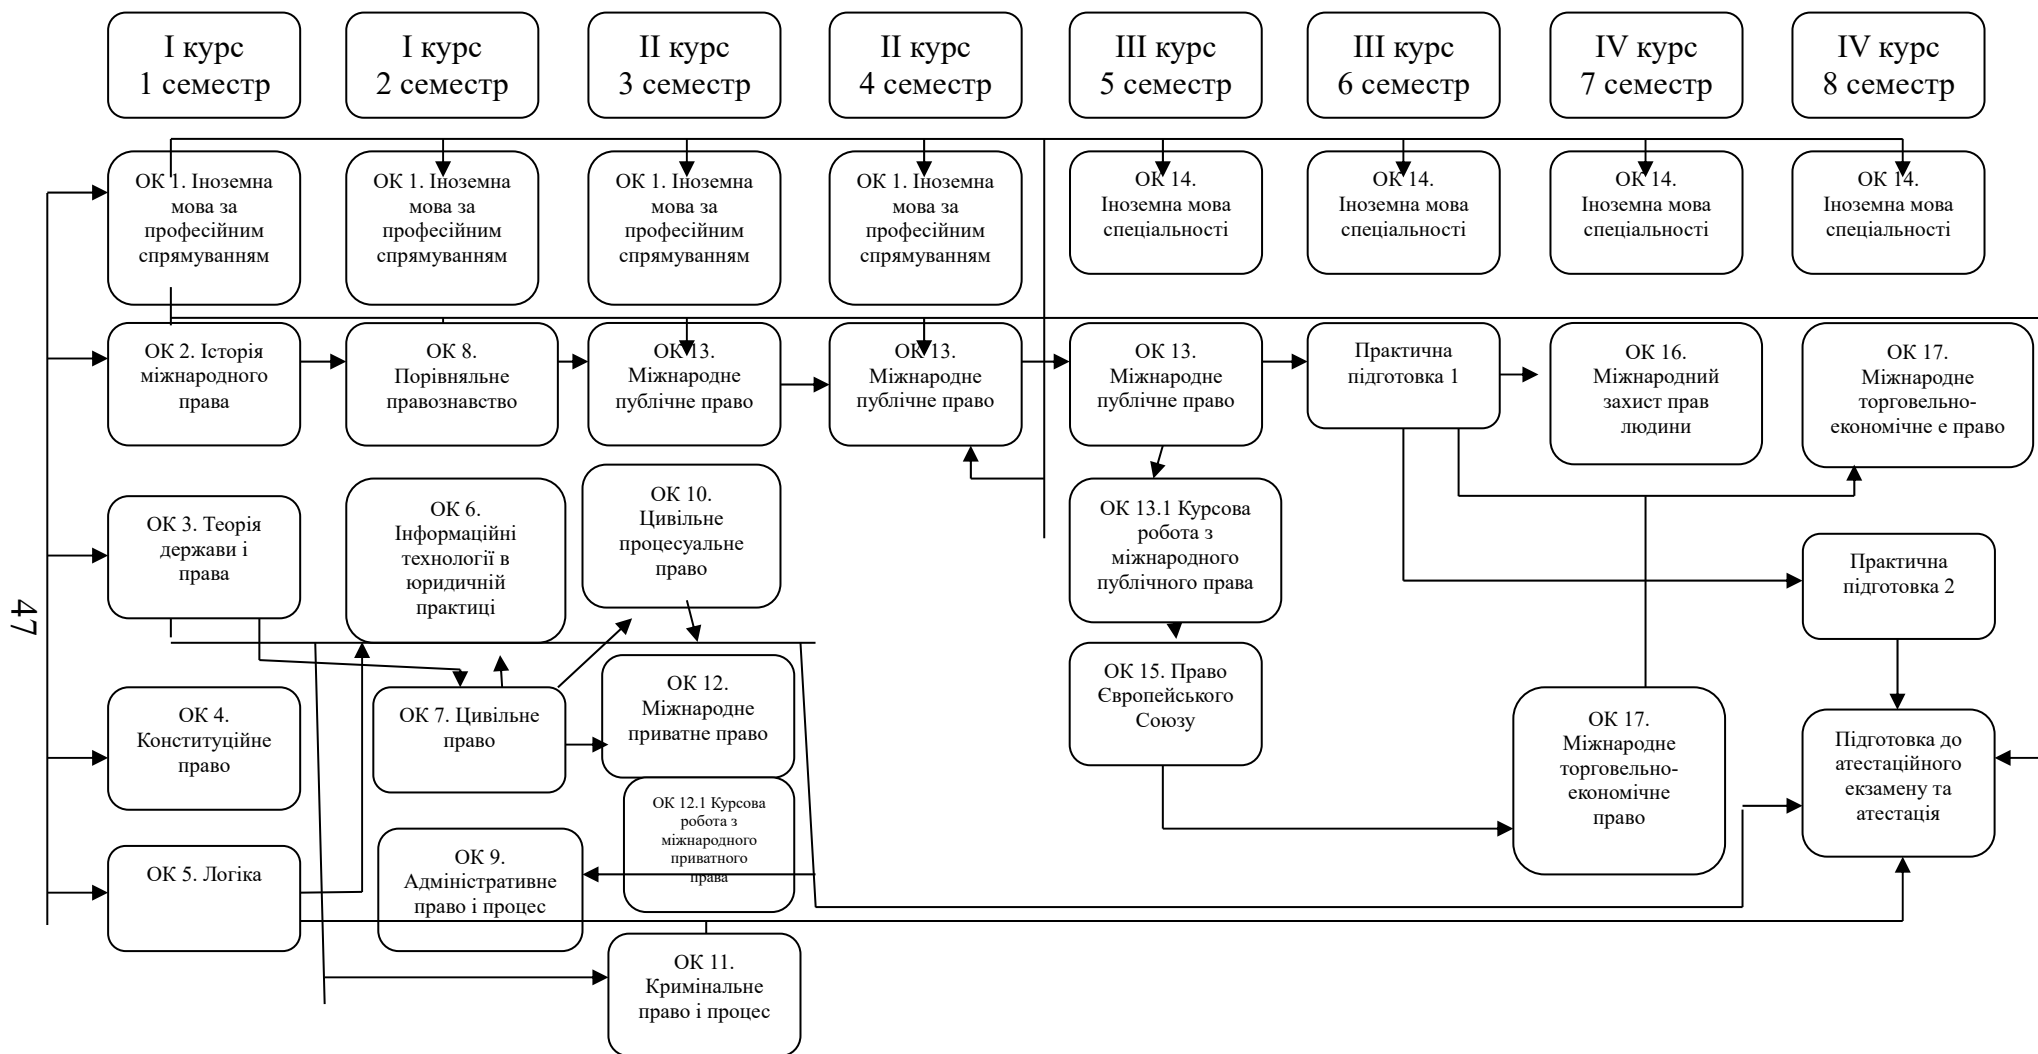 І курс
1 семестр
І курс
2 семестр
ІІ курс
3 семестр
ІІ курс
4 семестр
ІІІ курс
5 семестр
ІІІ курс
6 семестр
IV курс
7 семестр
IV курс
8 семестр
ОК 1. Іноземна
мова за
професійним
спрямуванням
ОК 1. Іноземна
мова за
професійним
спрямуванням
ОК 1. Іноземна
мова за
професійним
спрямуванням
ОК 1. Іноземна
мова за
професійним
спрямуванням
ОК 14.
Іноземна мова
спеціальності
ОК 14.
Іноземна мова
спеціальності
ОК 14.
Іноземна мова
спеціальності
ОК 14.
Іноземна мова
спеціальності
ОК 2. Історія
міжнародного
права
ОК 8.
Порівняльне
правознавство
ОК 13.
Міжнародне
публічне право
ОК 13.
Міжнародне
публічне право
ОК 13.
Міжнародне
публічне право
Практична
підготовка 1
ОК 16.
Міжнародний
захист прав
людини
ОК 17.
Міжнародне
торговельно-
економічне е право
ОК 3. Теорія
держави і
права
ОК 6.
Інформаційні
технології в
юридичній
практиці
ОК 10.
Цивільне
процесуальне
право
ОК 13.1 Курсова
робота з
міжнародного
публічного права
Практична
підготовка 2
47
ОК 4.
Конституційне
право
ОК 7. Цивільне
право
ОК 12.
Міжнародне
приватне право
ОК 15. Право
Європейського
Союзу
ОК 17.
Міжнародне
торговельно-
економічне
право
Підготовка до
атестаційного
екзамену та
атестація
ОК 12.1 Курсова
робота з
міжнародного
приватного
права
ОК 5. Логіка
ОК 9.
Адміністративне
право і процес
ОК 11.
Кримінальне
право і процес